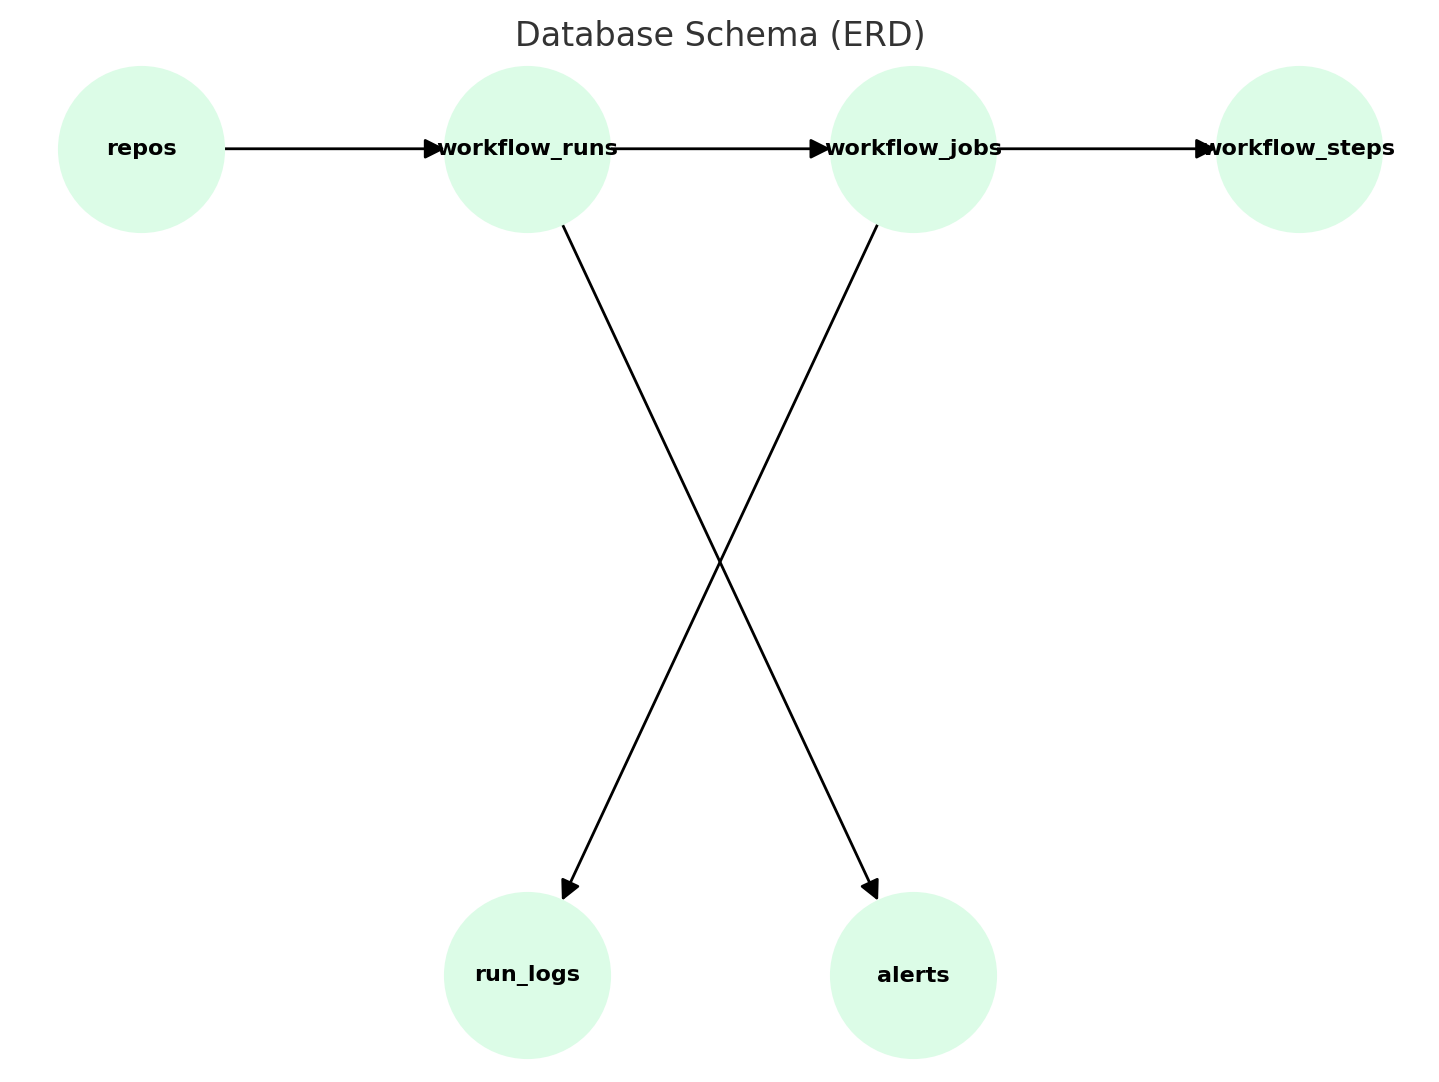 Database Schema (ERD)
repos
workflow_runs
workflow_jobs
workflow_steps
run_logs
alerts